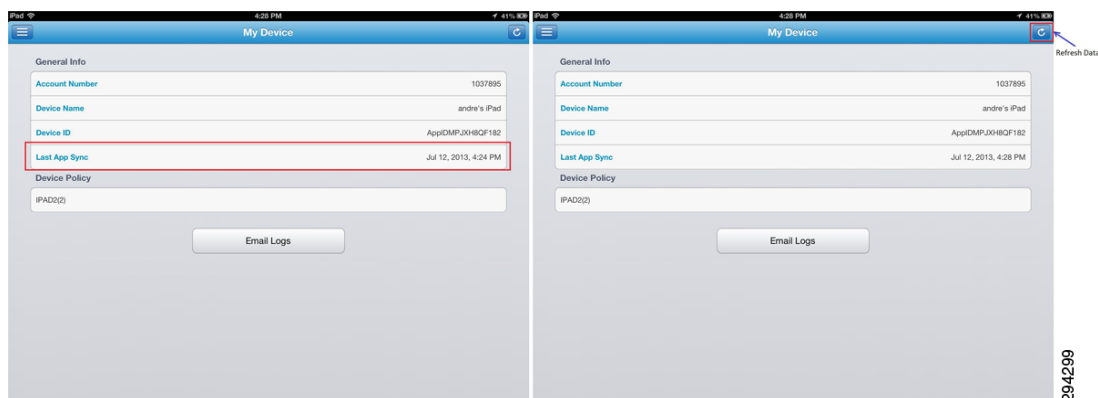 iPad 4:28 PM 41%
My Device
General Info
Account Number 1037895
Device Name andre's iPad
Device ID ApplDMPJXH8QF182
Last App Sync Jul 12, 2013, 4:24 PM
Device Policy
IPAD2(2)
Email Logs
iPad 4:28 PM 41%
My Device
Refresh Data
General Info
Account Number 1037895
Device Name andre's iPad
Device ID ApplDMPJXH8QF182
Last App Sync Jul 12, 2013, 4:28 PM
Device Policy
IPAD2(2)
Email Logs
294299